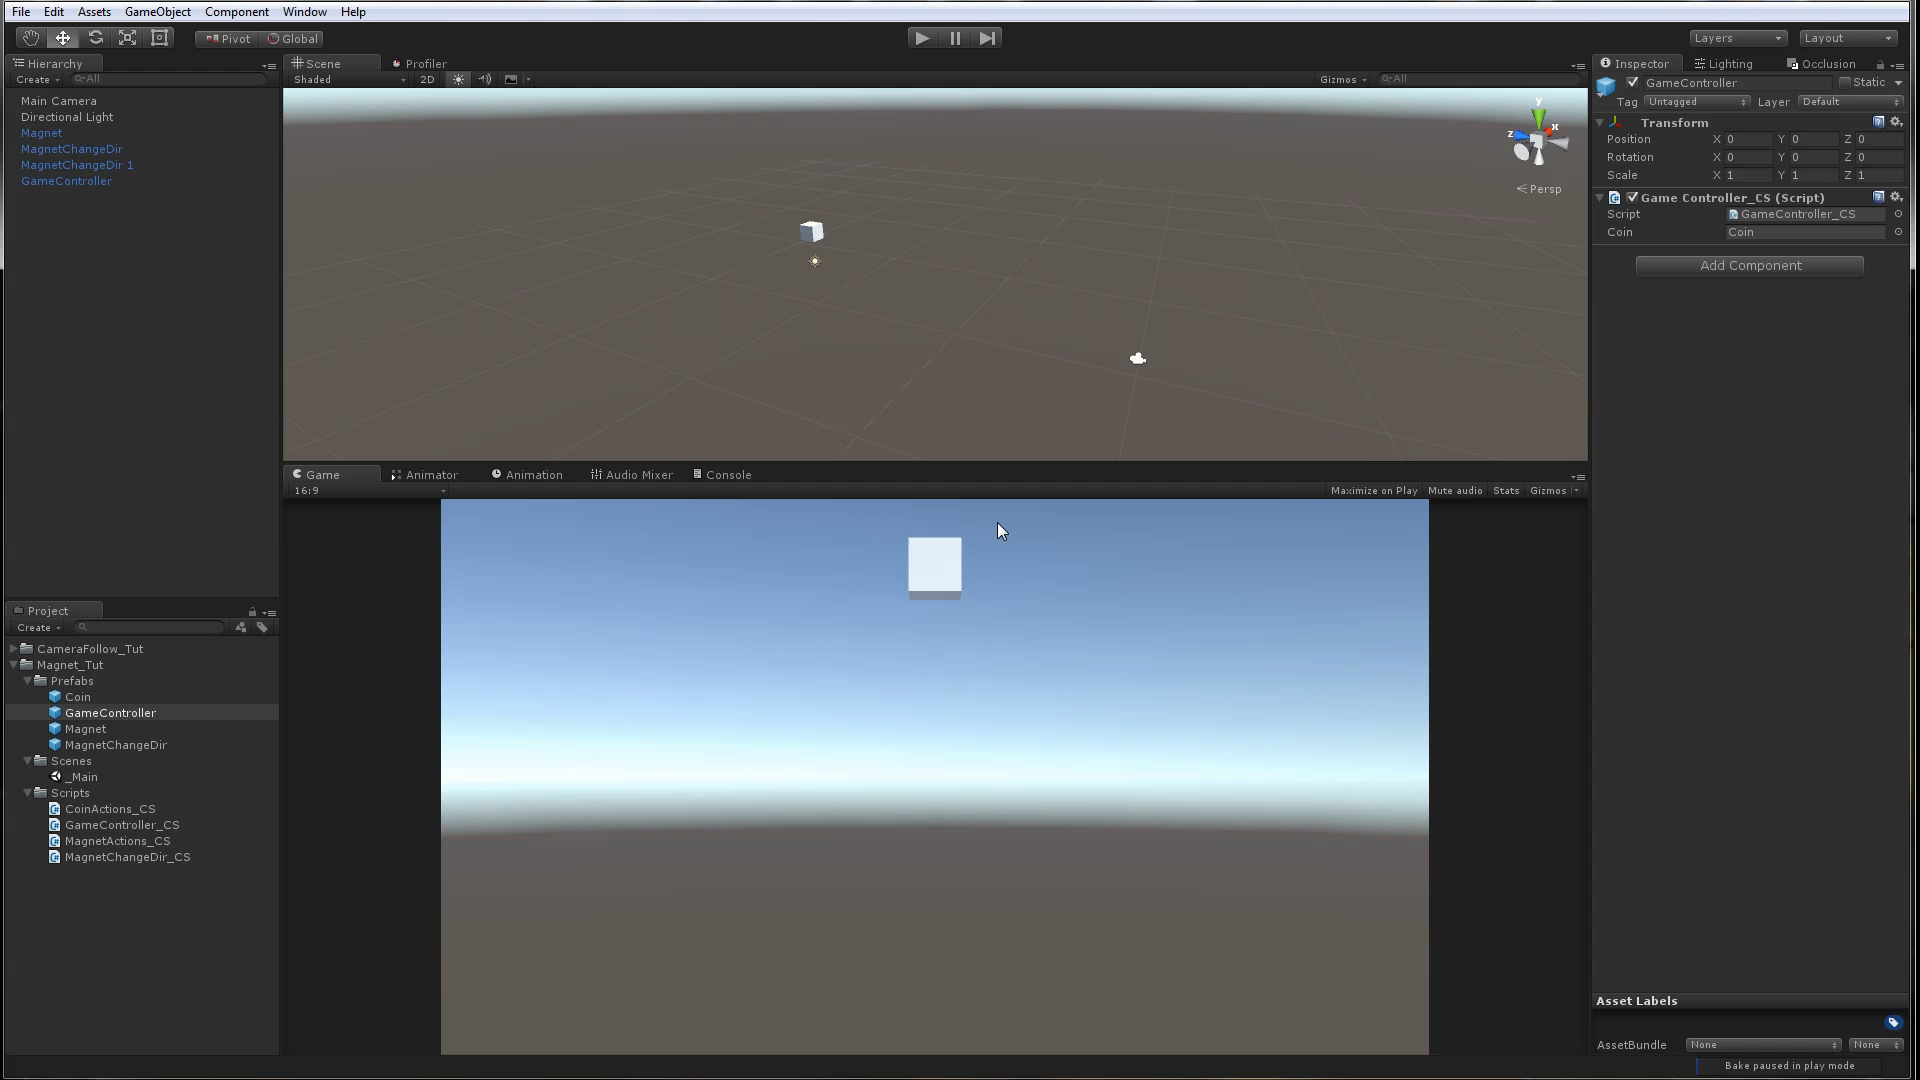 File Edit Assets GameObject Component Window Help
Pivot Global Layers Layout
Hierarchy
Create All
Main Camera
Directional Light
Magnet
MagnetChangeDir
MagnetChangeDir 1
GameController
Scene Profiler
Shaded 2D Gizmos All
y
x
z
Persp
Game Animator Animation Audio Mixer Console
16:9 Maximize on Play Mute audio Stats Gizmos
Project
Create
CameraFollow_Tut
Magnet_Tut
Prefabs
Coin
GameController
Magnet
MagnetChangeDir
Scenes
_Main
Scripts
CoinActions_CS
GameController_CS
MagnetActions_CS
MagnetChangeDir_CS
Inspector Lighting Occlusion
GameController Static
Tag Untagged Layer Default
Transform
Position X 0 Y 0 Z 0
Rotation X 0 Y 0 Z 0
Scale X 1 Y 1 Z 1
Game Controller_CS (Script)
Script GameController_CS
Coin Coin
Add Component
Asset Labels
AssetBundle None None
Bake paused in play mode